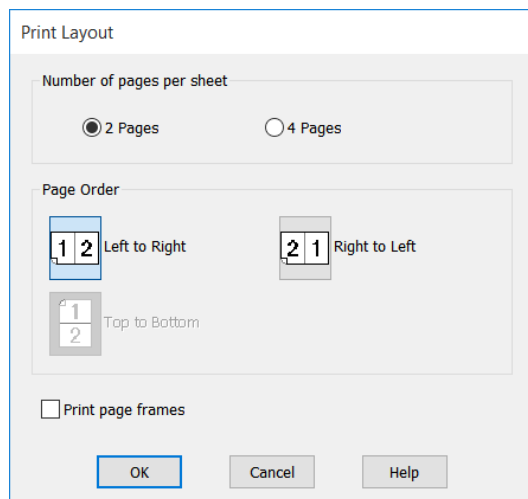 Print Layout
Number of pages per sheet
2 Pages
4 Pages
Page Order
1 2 Left to Right
2 1 Right to Left
1
2
Top to Bottom
Print page frames
OK
Cancel
Help